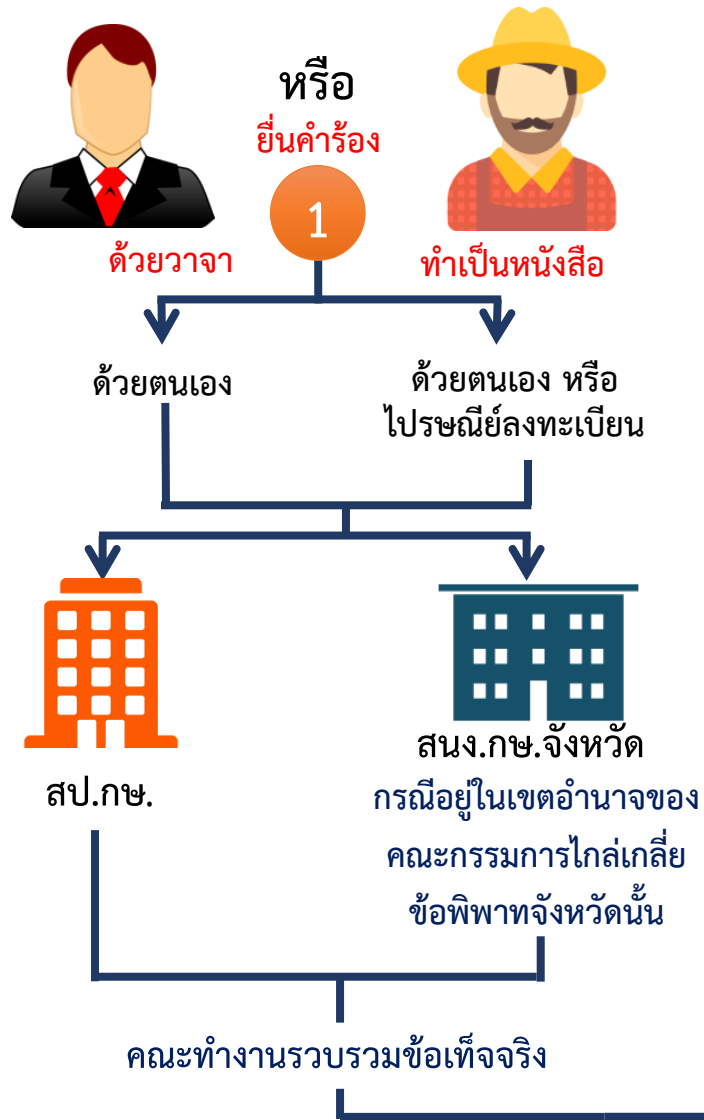 หรือ
ยื่นคำร้อง
1
ด้วยวาจา
ทำเป็นหนังสือ
ด้วยตนเอง
ด้วยตนเอง หรือ
ไปรษณีย์ลงทะเบียน
สป.กษ.
สนง.กษ.จังหวัด
กรณีอยู่ในเขตอำนาจของ
คณะกรรมการไกล่เกลี่ย
ข้อพิพาทจังหวัดนั้น
คณะทำงานรวบรวมข้อเท็จจริง